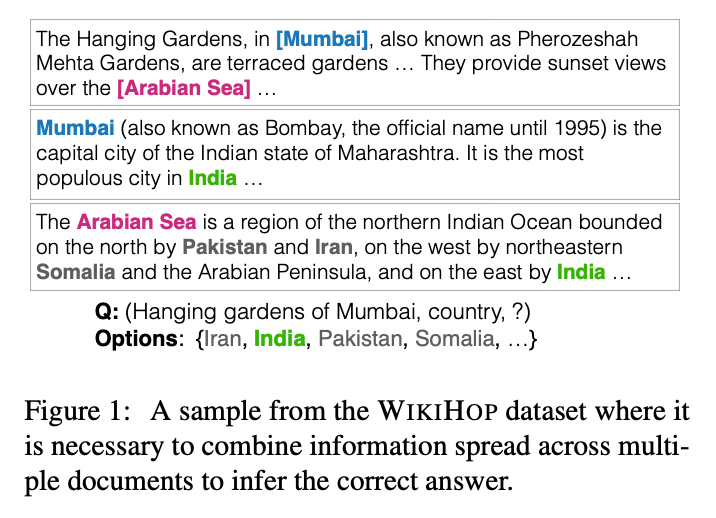 The Hanging Gardens, in [Mumbai], also known as Pherozeshah
Mehta Gardens, are terraced gardens … They provide sunset views
over the [Arabian Sea] …
Mumbai (also known as Bombay, the official name until 1995) is the
capital city of the Indian state of Maharashtra. It is the most
populous city in India …
The Arabian Sea is a region of the northern Indian Ocean bounded
on the north by Pakistan and Iran, on the west by northeastern
Somalia and the Arabian Peninsula, and on the east by India …
Q: (Hanging gardens of Mumbai, country, ?)
Options: {Iran, India, Pakistan, Somalia, …}
Figure 1: A sample from the WIKIHOP dataset where it
is necessary to combine information spread across multi-
ple documents to infer the correct answer.